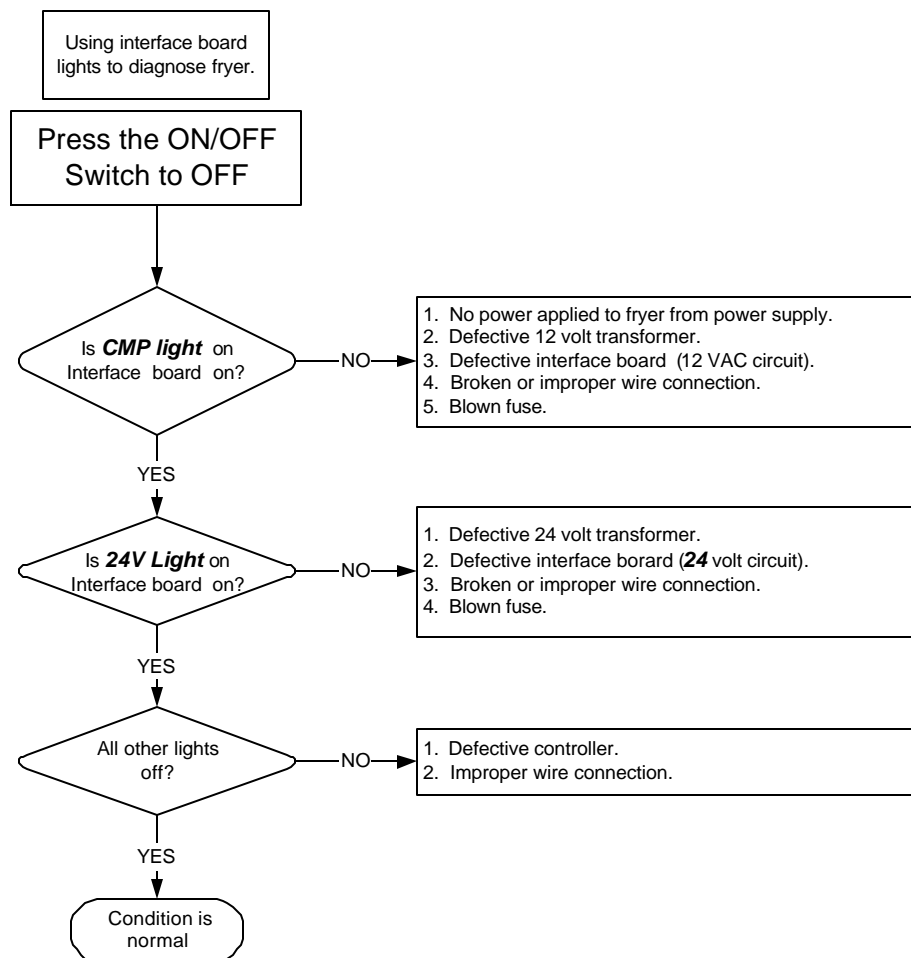 Using interface board
lights to diagnose fryer.
Press the ON/OFF
Switch to OFF
Is CMP light on
Interface board on?
NO
1. No power applied to fryer from power supply.
2. Defective 12 volt transformer.
3. Defective interface board (12 VAC circuit).
4. Broken or improper wire connection.
5. Blown fuse.
YES
Is 24V Light on
Interface board on?
NO
1. Defective 24 volt transformer.
2. Defective interface borard (24 volt circuit).
3. Broken or improper wire connection.
4. Blown fuse.
YES
All other lights
off?
NO
1. Defective controller.
2. Improper wire connection.
YES
Condition is
normal